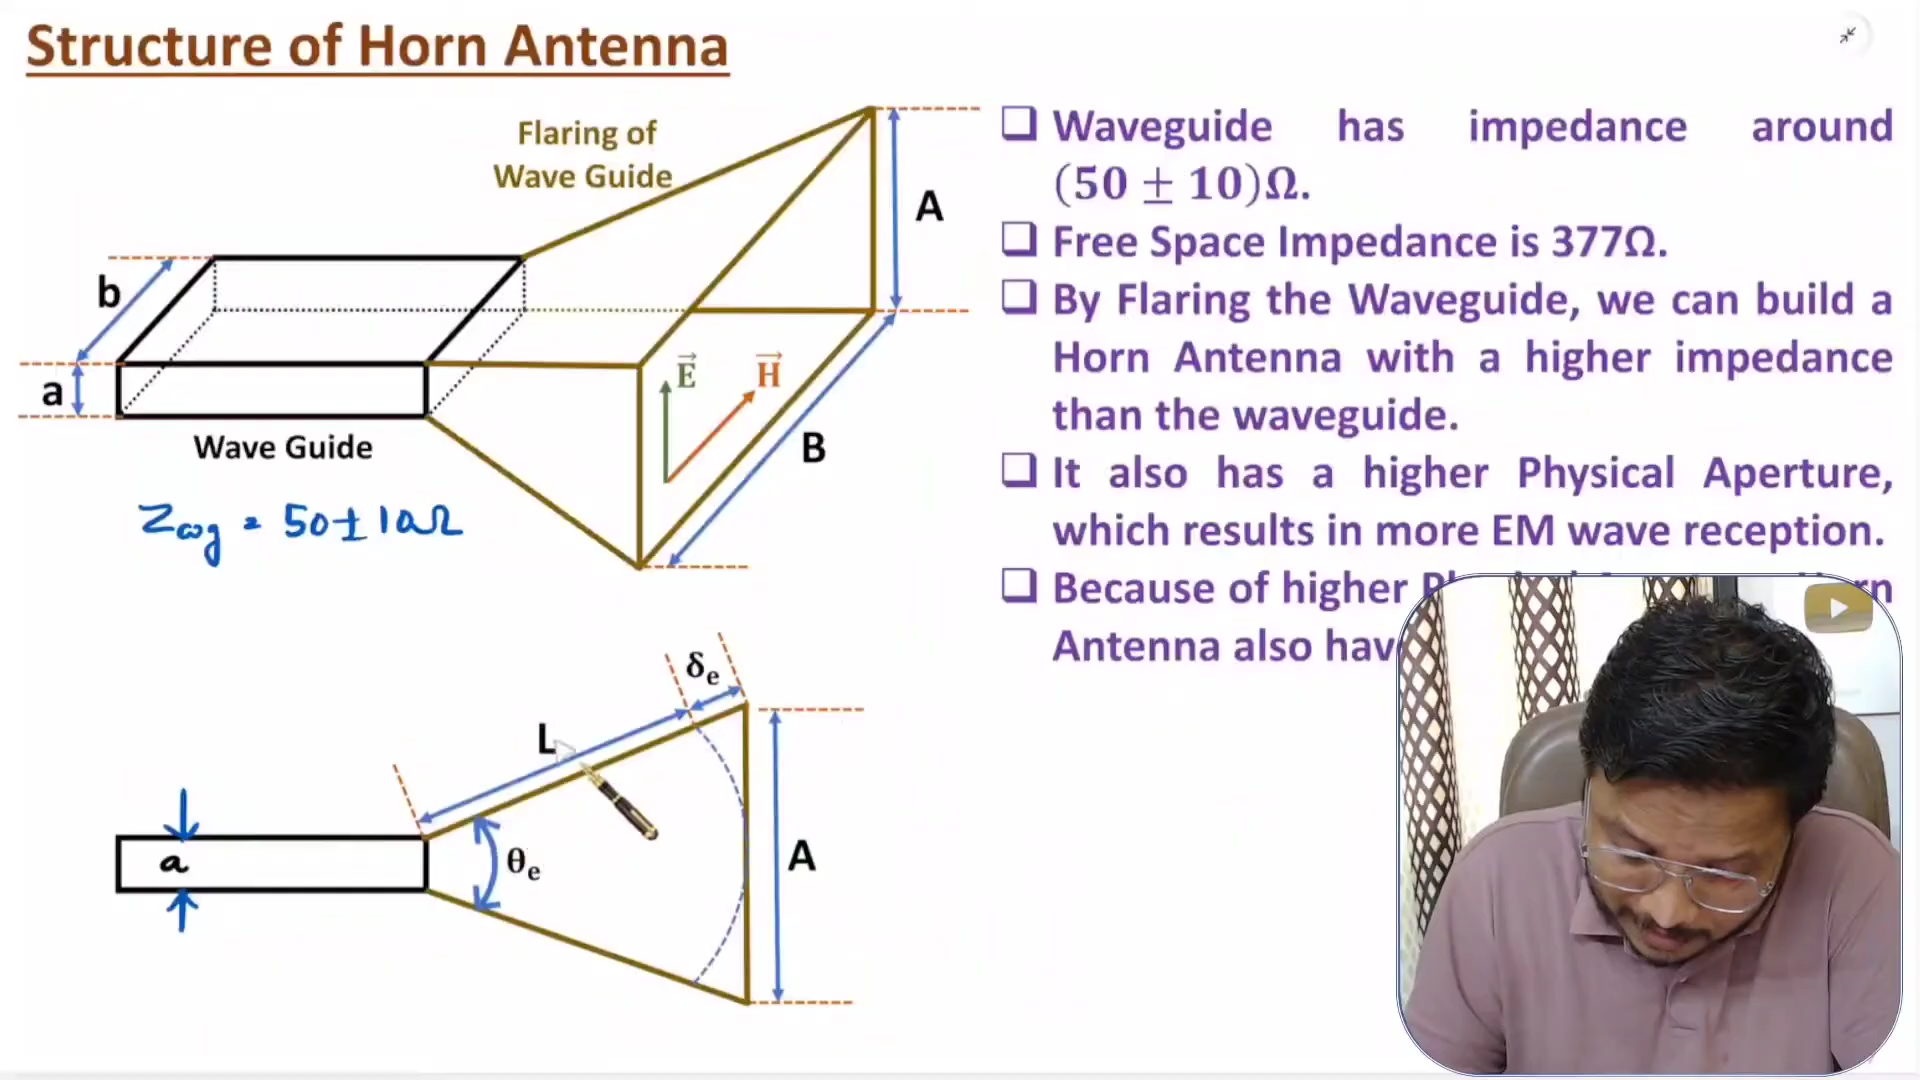 Structure of Horn Antenna
Flaring of
Wave Guide
A
b
a
E
H
B
Wave Guide
Zωg = 50±10Ω
δe
L
a
θe
A
Waveguide has impedance around
(50 ± 10)Ω.
Free Space Impedance is 377Ω.
By Flaring the Waveguide, we can build a
Horn Antenna with a higher impedance
than the waveguide.
It also has a higher Physical Aperture,
which results in more EM wave reception.
Because of higher
Antenna also